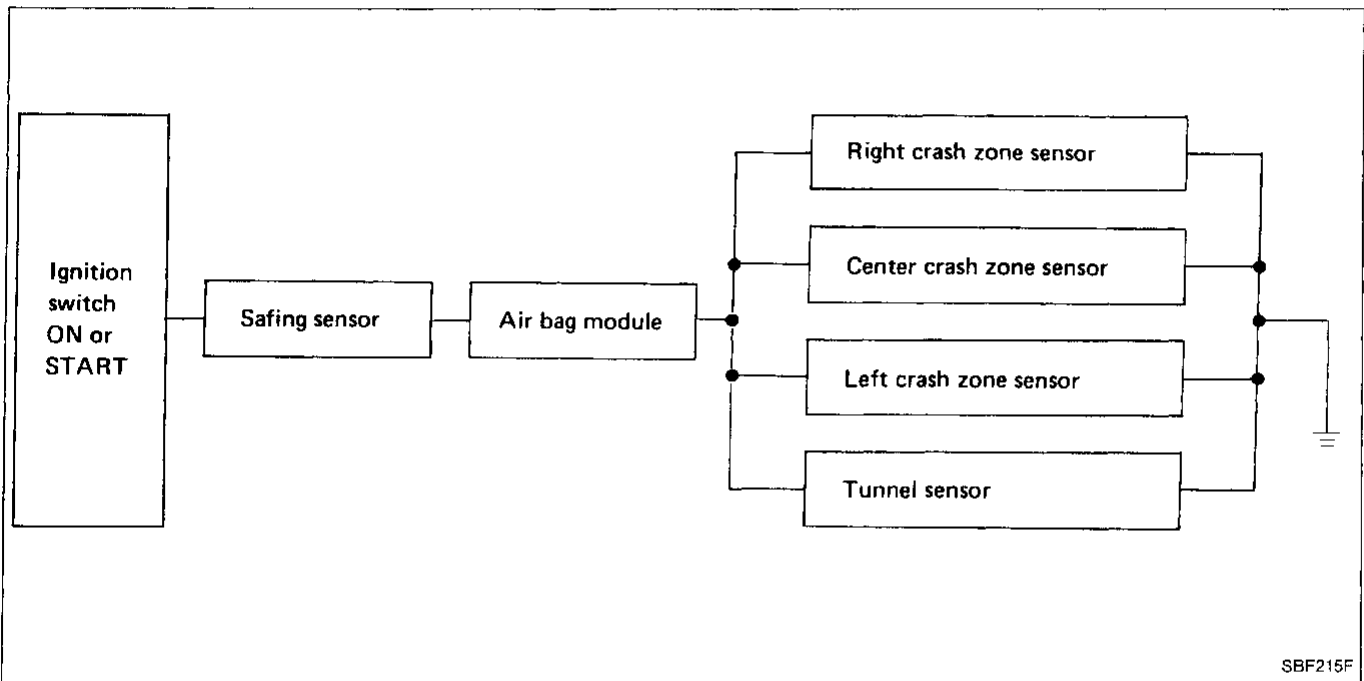 Ignition
switch
ON or
START
Safing sensor
Air bag module
Right crash zone sensor
Center crash zone sensor
Left crash zone sensor
Tunnel sensor
SBF215F